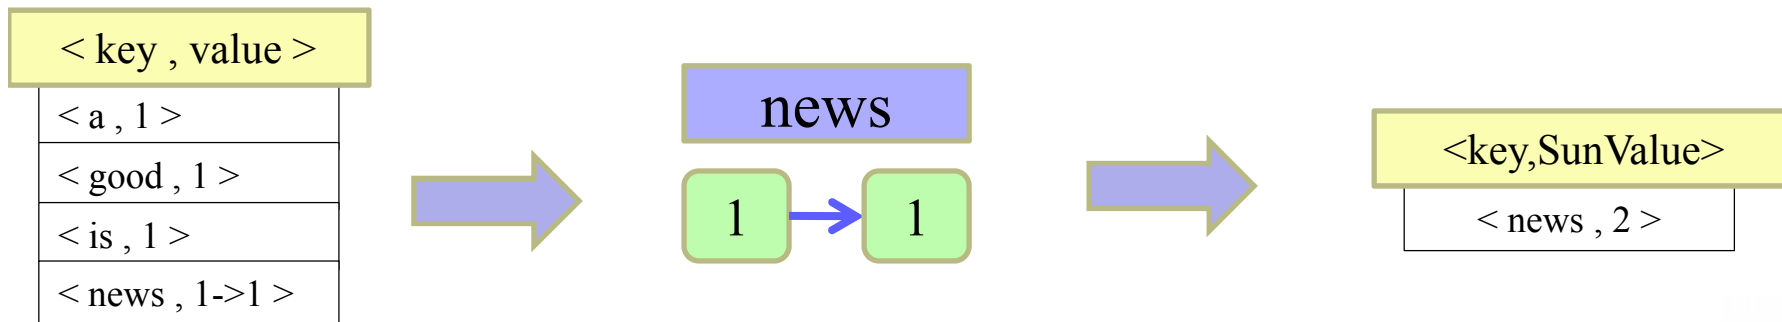 < key , value >
< a , 1 >
< good , 1 >
< is , 1 >
< news , 1->1 >
news
1
1
<key,SunValue>
< news , 2 >